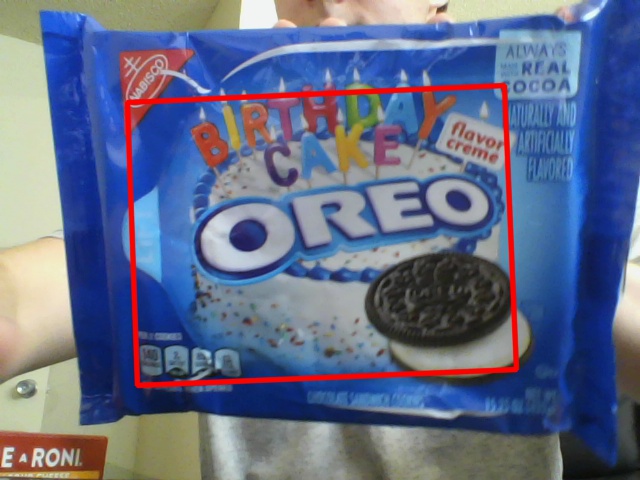 NABISCO
ALWAYS
MADE WITH REAL
COCOA
BIRTHDAY
CAKE
flavor
creme
NATURALLY AND
ARTIFICIALLY
FLAVORED
OREO
140
CHOCOLATE SANDWICH COOKIES
E A RONI.